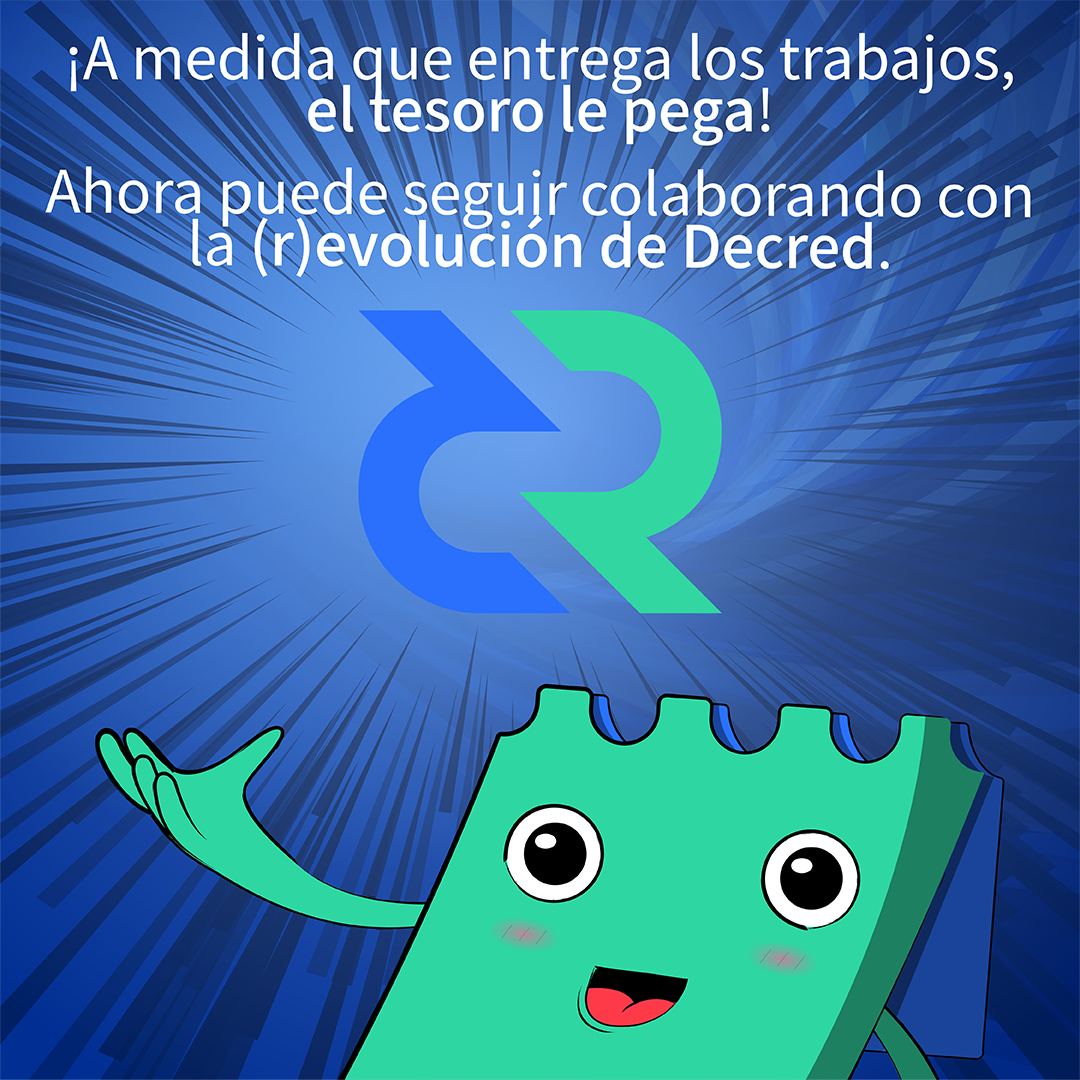 ¡A medida que entrega los trabajos,
el tesoro le pega!
Ahora puede seguir colaborando con
la (r)evolución de Decred.